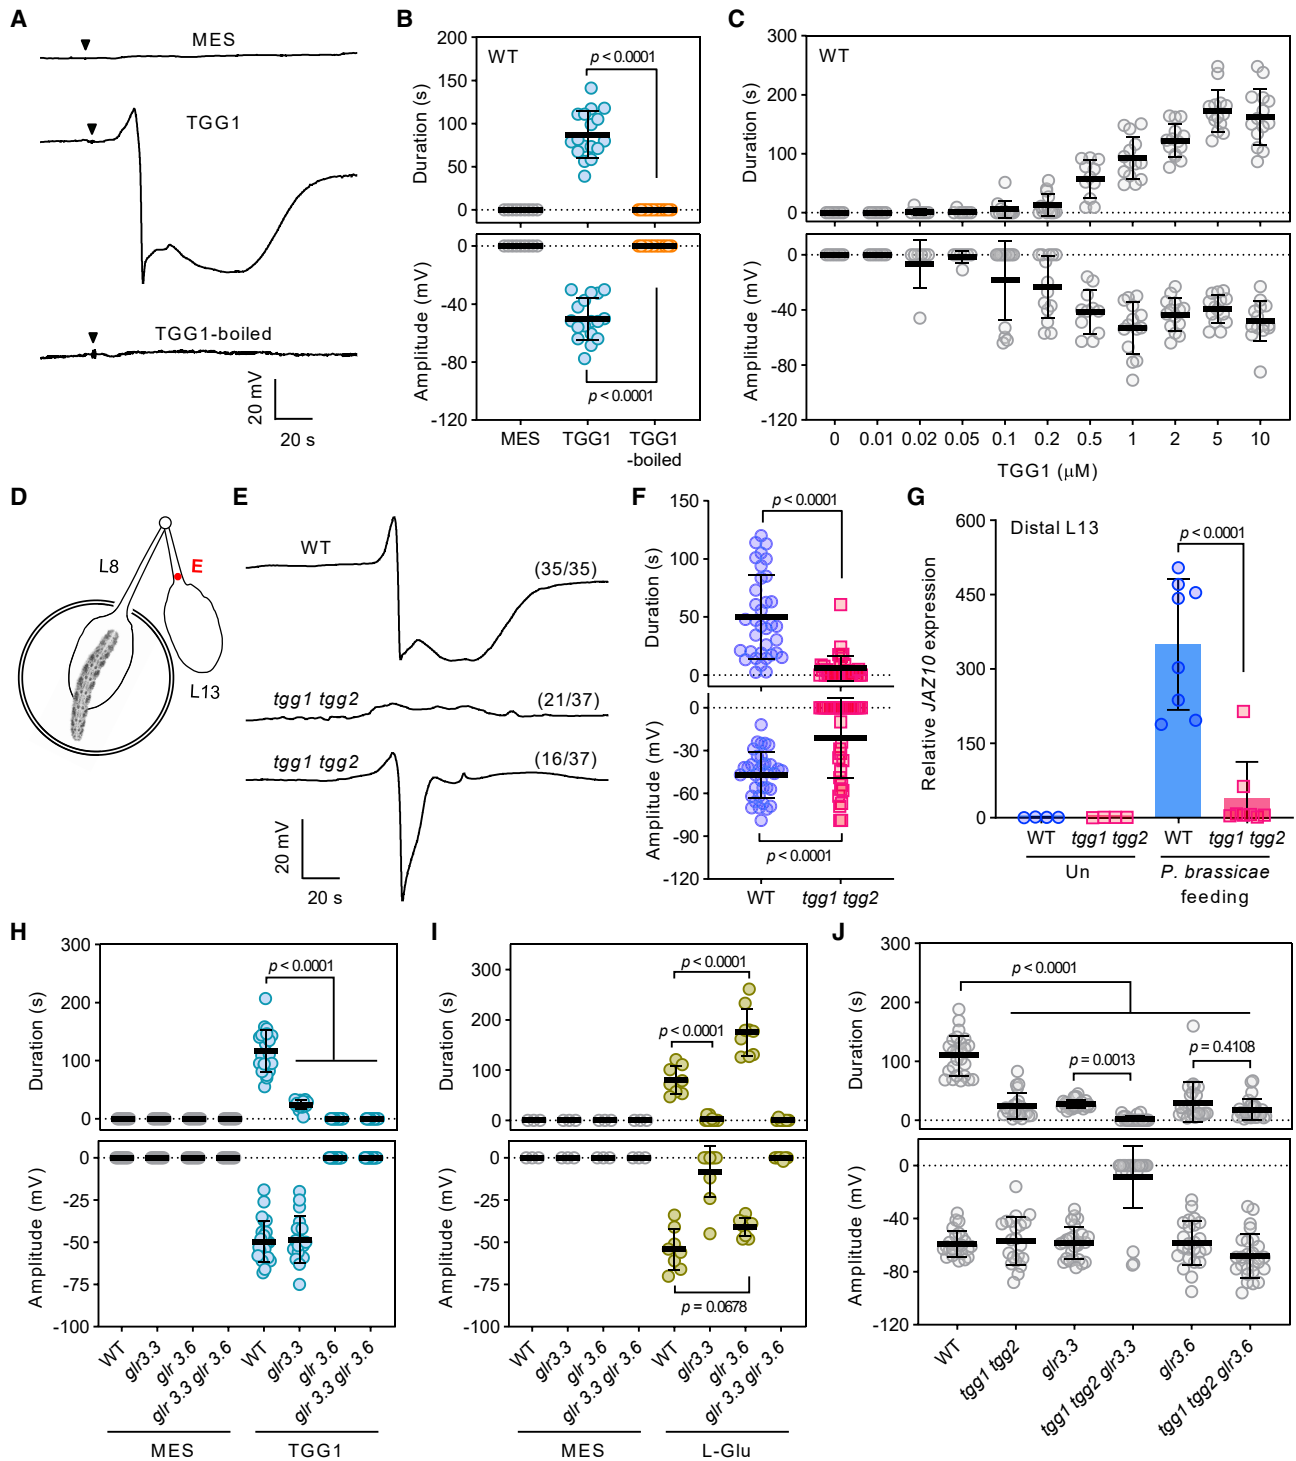 A
MES
TGG1
TGG1-boiled
20 mV
20 s
B
WT
p < 0.0001
Duration (s)
200
150
100
50
0
Amplitude (mV)
0
-40
-80
-120
p < 0.0001
MES TGG1 TGG1
-boiled
C
WT
Duration (s)
300
200
100
0
Amplitude (mV)
0
-40
-80
-120
0 0.01 0.02 0.05 0.1 0.2 0.5 1 2 5 10
TGG1 (μM)
D
L8
E
L13
E
WT
(35/35)
tgg1 tgg2
(21/37)
tgg1 tgg2
(16/37)
20 mV
20 s
F
p < 0.0001
Duration (s)
150
100
50
0
Amplitude (mV)
0
-30
-60
-90
-120
p < 0.0001
WT tgg1 tgg2
G
Distal L13
p < 0.0001
Relative JAZ10 expression
600
450
300
150
0
WT tgg1 tgg2 WT tgg1 tgg2
Un P. brassicae
feeding
H
p < 0.0001
Duration (s)
300
200
100
0
Amplitude (mV)
0
-25
-50
-75
-100
WT glr3.3 glr 3.6 glr 3.3 glr 3.6 WT glr3.3 glr 3.6 glr 3.3 glr 3.6
MES TGG1
I
p < 0.0001
p < 0.0001
Duration (s)
300
200
100
0
Amplitude (mV)
0
-25
-50
-75
-100
p = 0.0678
WT glr3.3 glr 3.6 glr 3.3 glr 3.6 WT glr3.3 glr 3.6 glr 3.3 glr 3.6
MES L-Glu
J
p < 0.0001
p = 0.0013
p = 0.4108
Duration (s)
300
200
100
0
Amplitude (mV)
0
-40
-80
-120
WT tgg1 tgg2 glr3.3 tgg1 tgg2 glr3.3 glr3.6 tgg1 tgg2 glr3.6